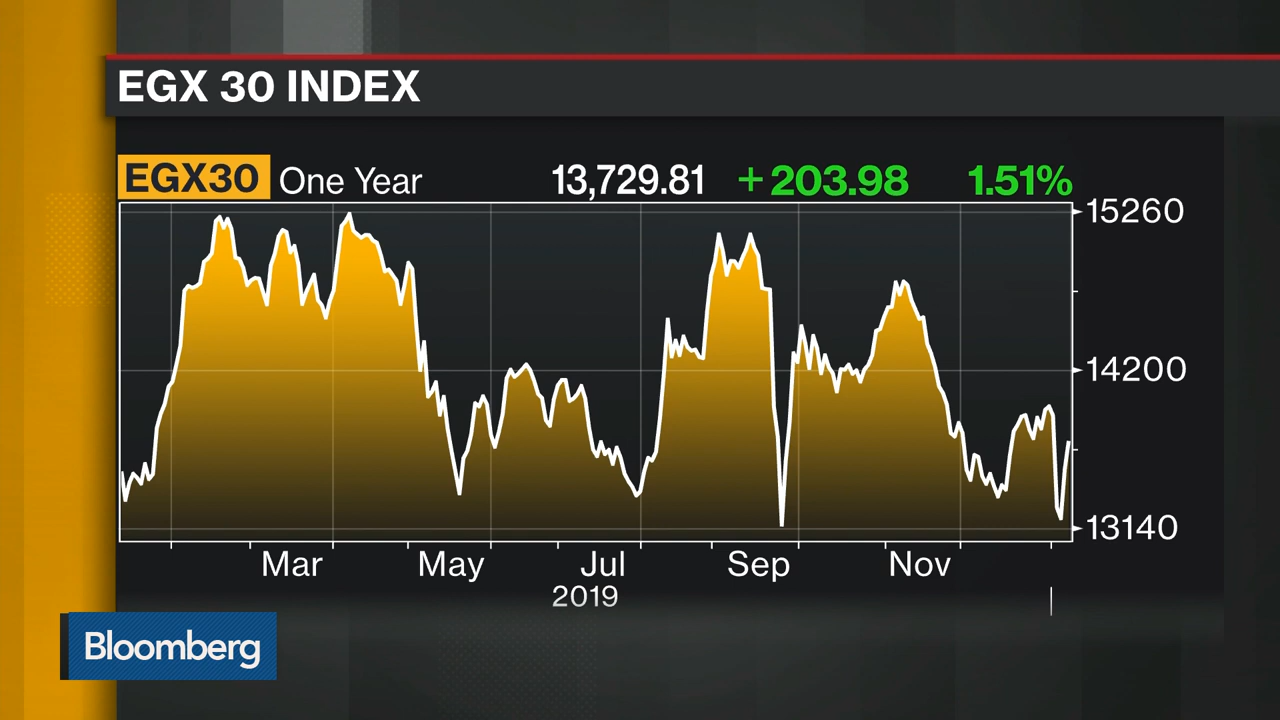 EGX 30 INDEX
EGX30 One Year 13,729.81 +203.98 1.51%
15260
14200
13140
Mar May Jul Sep Nov
2019
Bloomberg